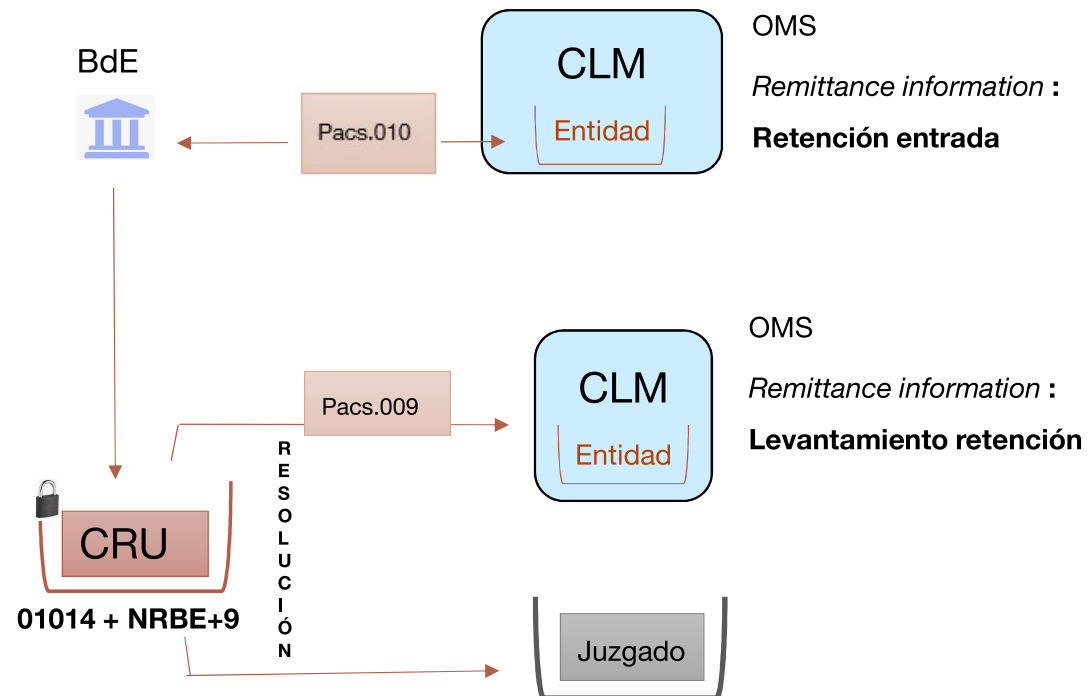 BdE
Pacs.010
CLM
Entidad
OMS
Remittance information :
Retención entrada
Pacs.009
CLM
Entidad
OMS
Remittance information :
Levantamiento retención
RESOLUCIÓN
CRU
01014 + NRBE+9
Juzgado